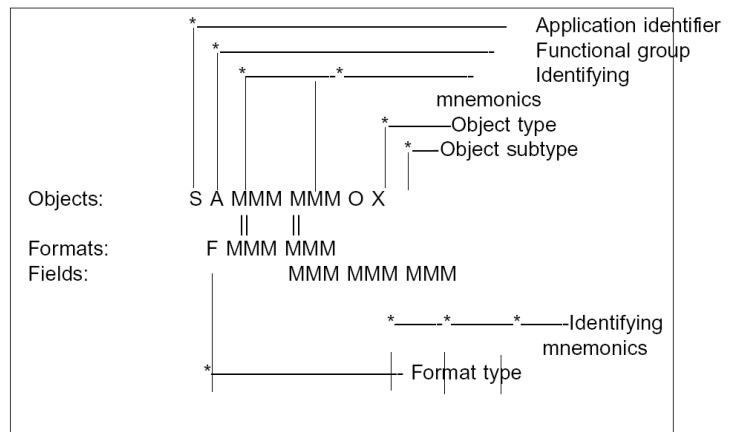 * Application identifier
* Functional group
* * Identifying
mnemonics
* Object type
* Object subtype
Objects: S A MMM MMM O X
Formats: F MMM MMM
Fields: MMM MMM MMM
* * * Identifying
mnemonics
* Format type